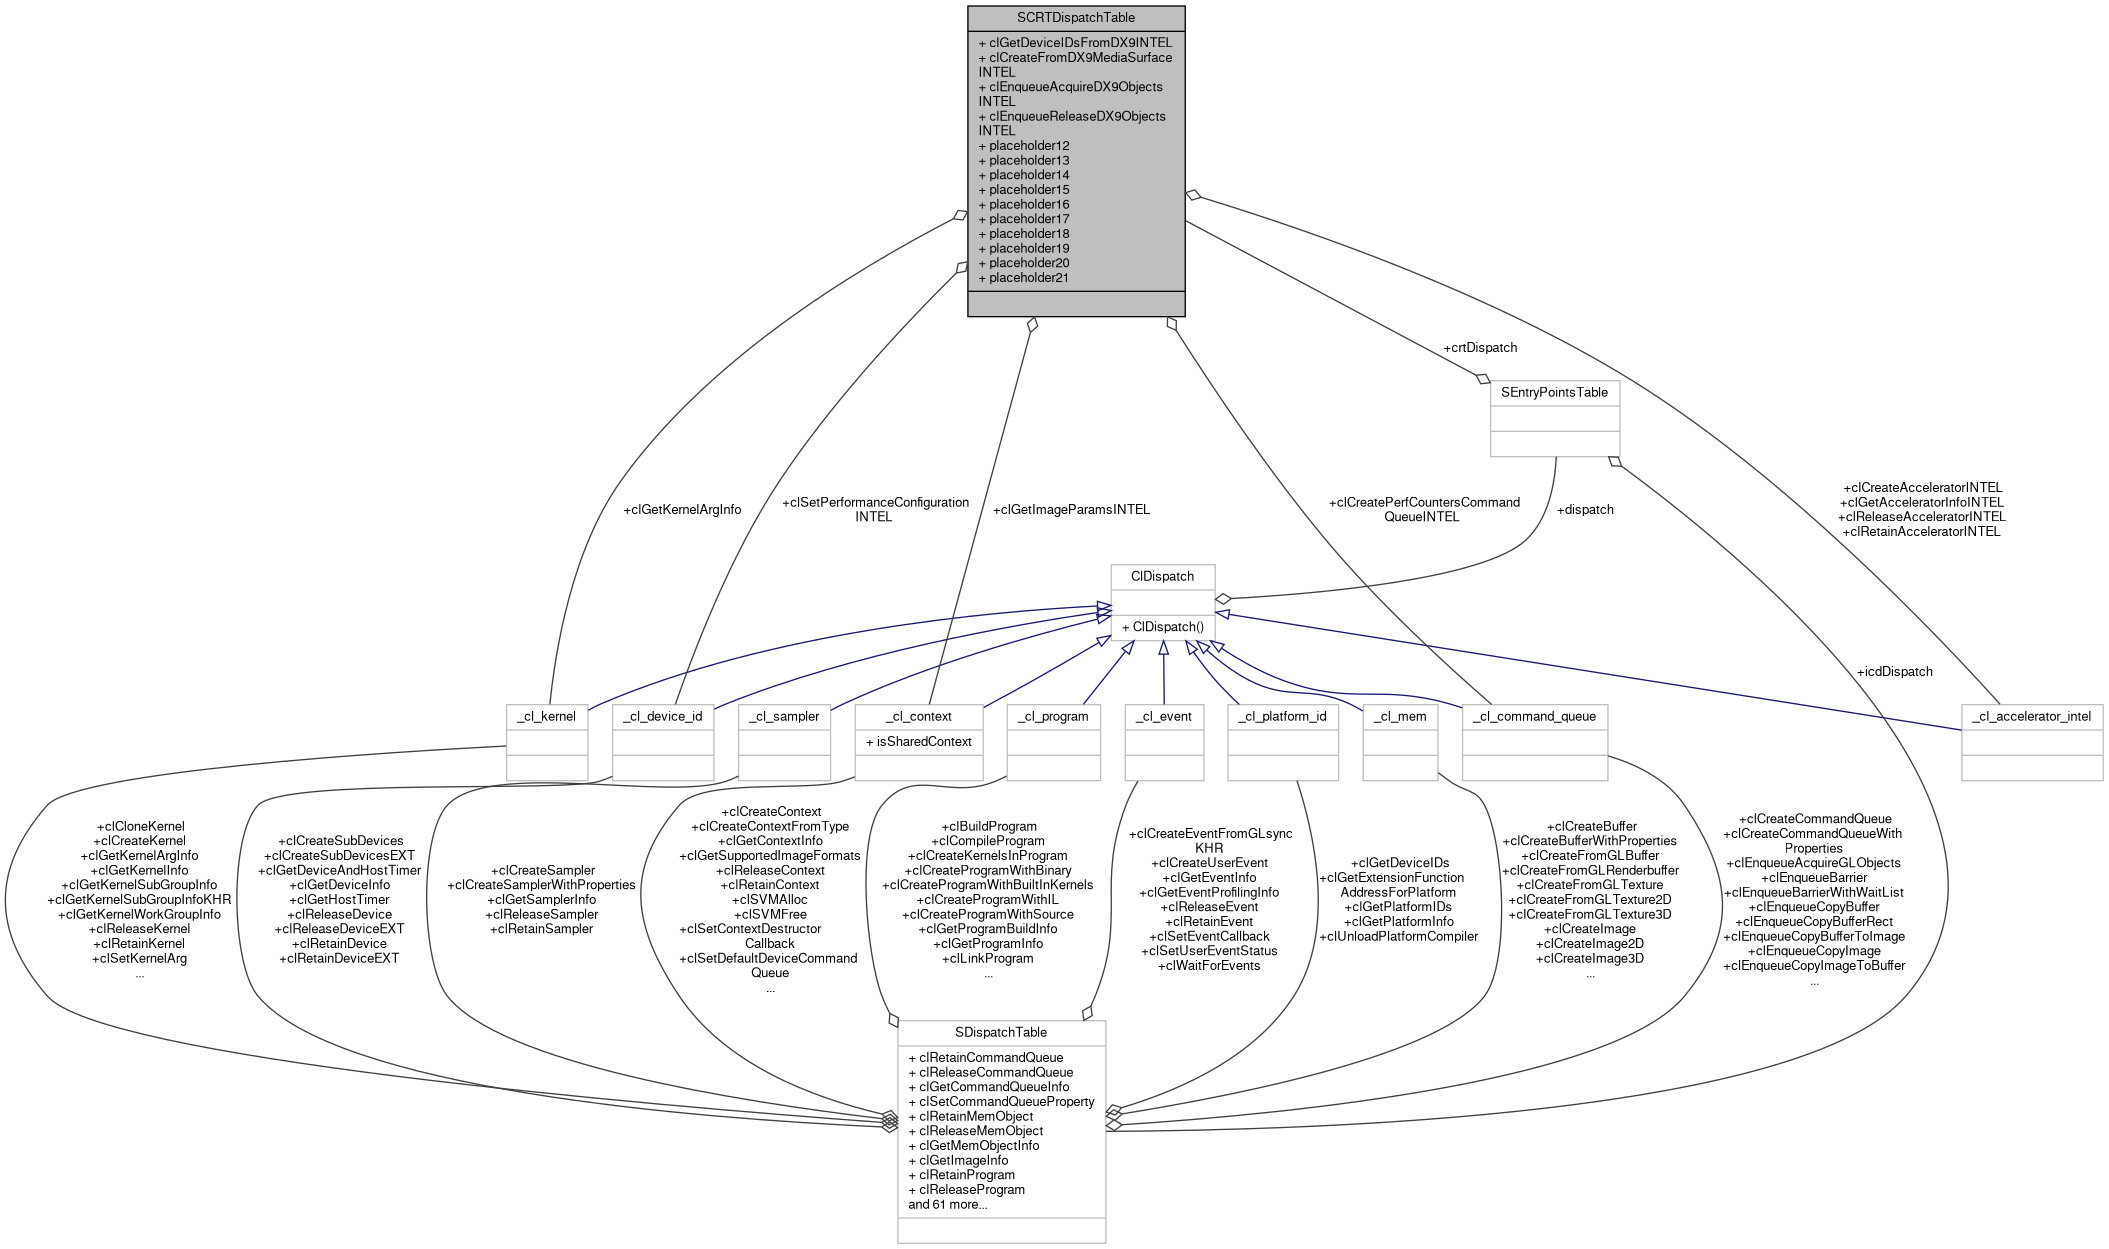 SCRTDispatchTable
+ clGetDeviceIDsFromDX9INTEL
+ clCreateFromDX9MediaSurface
INTEL
+ clEnqueueAcquireDX9Objects
INTEL
+ clEnqueueReleaseDX9Objects
INTEL
+ placeholder12
+ placeholder13
+ placeholder14
+ placeholder15
+ placeholder16
+ placeholder17
+ placeholder18
+ placeholder19
+ placeholder20
+ placeholder21
+crtDispatch
SEntryPointsTable
+clGetKernelArgInfo
+clSetPerformanceConfiguration
INTEL
+clGetImageParamsINTEL
+clCreatePerfCountersCommand
QueueINTEL
+dispatch
+clCreateAcceleratorINTEL
+clGetAcceleratorInfoINTEL
+clReleaseAcceleratorINTEL
+clRetainAcceleratorINTEL
ClDispatch
+ ClDispatch()
+icdDispatch
_cl_kernel
_cl_device_id
_cl_sampler
_cl_context
+ isSharedContext
_cl_program
_cl_event
_cl_platform_id
_cl_mem
_cl_command_queue
_cl_accelerator_intel
+clCloneKernel
+clCreateKernel
+clGetKernelArgInfo
+clGetKernelInfo
+clGetKernelSubGroupInfo
+clGetKernelSubGroupInfoKHR
+clGetKernelWorkGroupInfo
+clReleaseKernel
+clRetainKernel
+clSetKernelArg
...
+clCreateSubDevices
+clCreateSubDevicesEXT
+clGetDeviceAndHostTimer
+clGetDeviceInfo
+clGetHostTimer
+clReleaseDevice
+clReleaseDeviceEXT
+clRetainDevice
+clRetainDeviceEXT
+clCreateSampler
+clCreateSamplerWithProperties
+clGetSamplerInfo
+clReleaseSampler
+clRetainSampler
+clCreateContext
+clCreateContextFromType
+clGetContextInfo
+clGetSupportedImageFormats
+clReleaseContext
+clRetainContext
+clSVMAlloc
+clSVMFree
+clSetContextDestructor
Callback
+clSetDefaultDeviceCommand
Queue
...
+clBuildProgram
+clCompileProgram
+clCreateKernelsInProgram
+clCreateProgramWithBinary
+clCreateProgramWithBuiltInKernels
+clCreateProgramWithIL
+clCreateProgramWithSource
+clGetProgramBuildInfo
+clGetProgramInfo
+clLinkProgram
...
+clCreateEventFromGLsync
KHR
+clCreateUserEvent
+clGetEventInfo
+clGetEventProfilingInfo
+clReleaseEvent
+clRetainEvent
+clSetEventCallback
+clSetUserEventStatus
+clWaitForEvents
+clGetDeviceIDs
+clGetExtensionFunction
AddressForPlatform
+clGetPlatformIDs
+clGetPlatformInfo
+clUnloadPlatformCompiler
+clCreateBuffer
+clCreateBufferWithProperties
+clCreateFromGLBuffer
+clCreateFromGLRenderbuffer
+clCreateFromGLTexture
+clCreateFromGLTexture2D
+clCreateFromGLTexture3D
+clCreateImage
+clCreateImage2D
+clCreateImage3D
...
+clCreateCommandQueue
+clCreateCommandQueueWith
Properties
+clEnqueueAcquireGLObjects
+clEnqueueBarrier
+clEnqueueBarrierWithWaitList
+clEnqueueCopyBuffer
+clEnqueueCopyBufferRect
+clEnqueueCopyBufferToImage
+clEnqueueCopyImage
+clEnqueueCopyImageToBuffer
...
SDispatchTable
+ clRetainCommandQueue
+ clReleaseCommandQueue
+ clGetCommandQueueInfo
+ clSetCommandQueueProperty
+ clRetainMemObject
+ clReleaseMemObject
+ clGetMemObjectInfo
+ clGetImageInfo
+ clRetainProgram
+ clReleaseProgram
and 61 more...